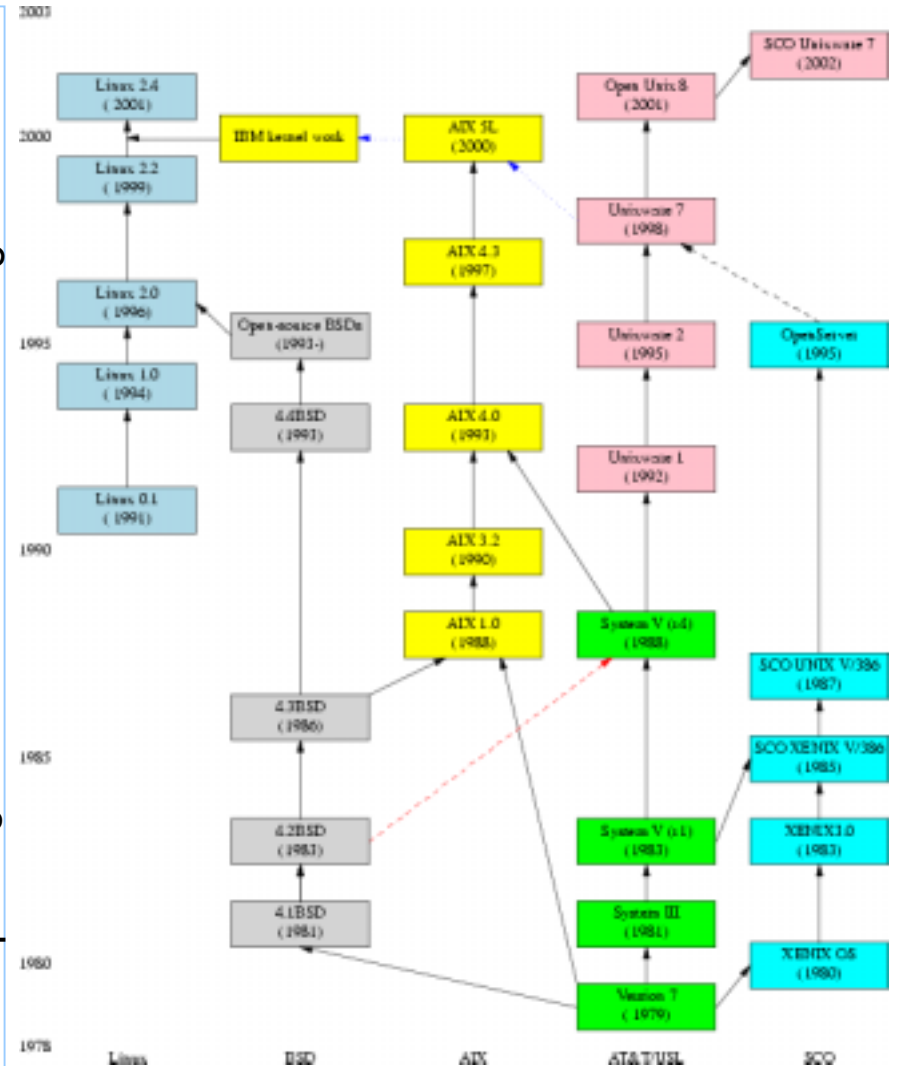 2003
SCO Unixware 7
(2002)
Linux 2.4
(2001)
Open Unix 8
(2001)
2000
IBM kernel work
AIX 5L
(2000)
Linux 2.2
(1999)
Unixware 7
(1998)
AIX 4.3
(1997)
Linux 2.0
(1996)
Open-source BSDs
(1993-)
1995
Unixware 2
(1995)
OpenServer
(1995)
Linux 1.0
(1994)
4.4BSD
(1993)
AIX 4.0
(1993)
Unixware 1
(1992)
Linux 0.1
(1991)
1990
AIX 3.2
(1990)
AIX 1.0
(1988)
System V (r4)
(1988)
SCO UNIX V/386
(1987)
4.3BSD
(1986)
1985
SCO XENIX V/386
(1985)
4.2BSD
(1983)
System V (r1)
(1983)
XENIX3.0
(1983)
4.1BSD
(1981)
System III
(1981)
1980
XENIX OS
(1980)
Version 7
(1979)
1978
Linux
BSD
AIX
AT&T/USL
SCO